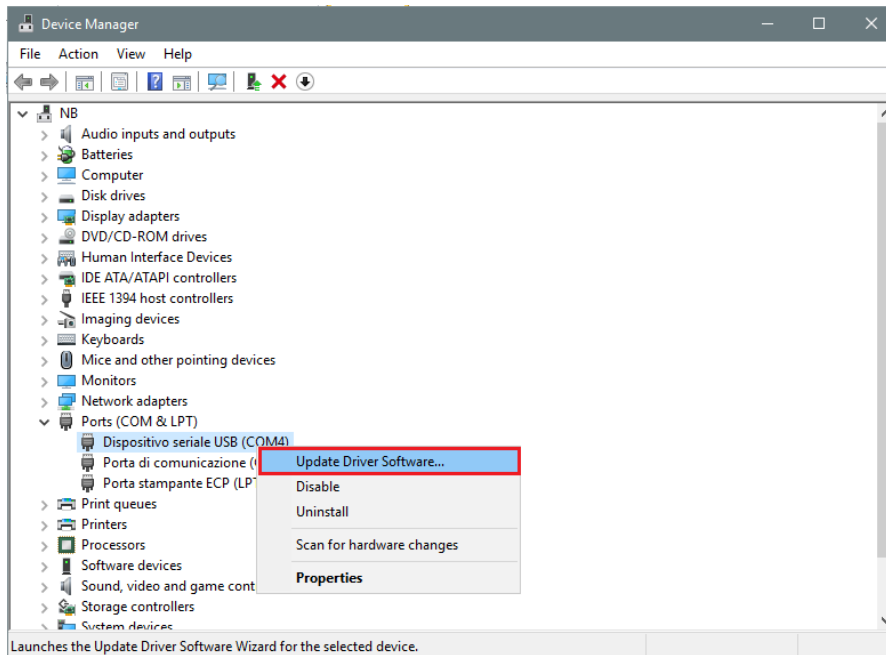 Device Manager
File Action View Help
NB
Audio inputs and outputs
Batteries
Computer
Disk drives
Display adapters
DVD/CD-ROM drives
Human Interface Devices
IDE ATA/ATAPI controllers
IEEE 1394 host controllers
Imaging devices
Keyboards
Mice and other pointing devices
Monitors
Network adapters
Ports (COM & LPT)
Dispositivo seriale USB (COM4)
Porta di comunicazione (
Porta stampante ECP (LP
Print queues
Printers
Processors
Software devices
Sound, video and game cont
Storage controllers
System devices
Update Driver Software...
Disable
Uninstall
Scan for hardware changes
Properties
Launches the Update Driver Software Wizard for the selected device.